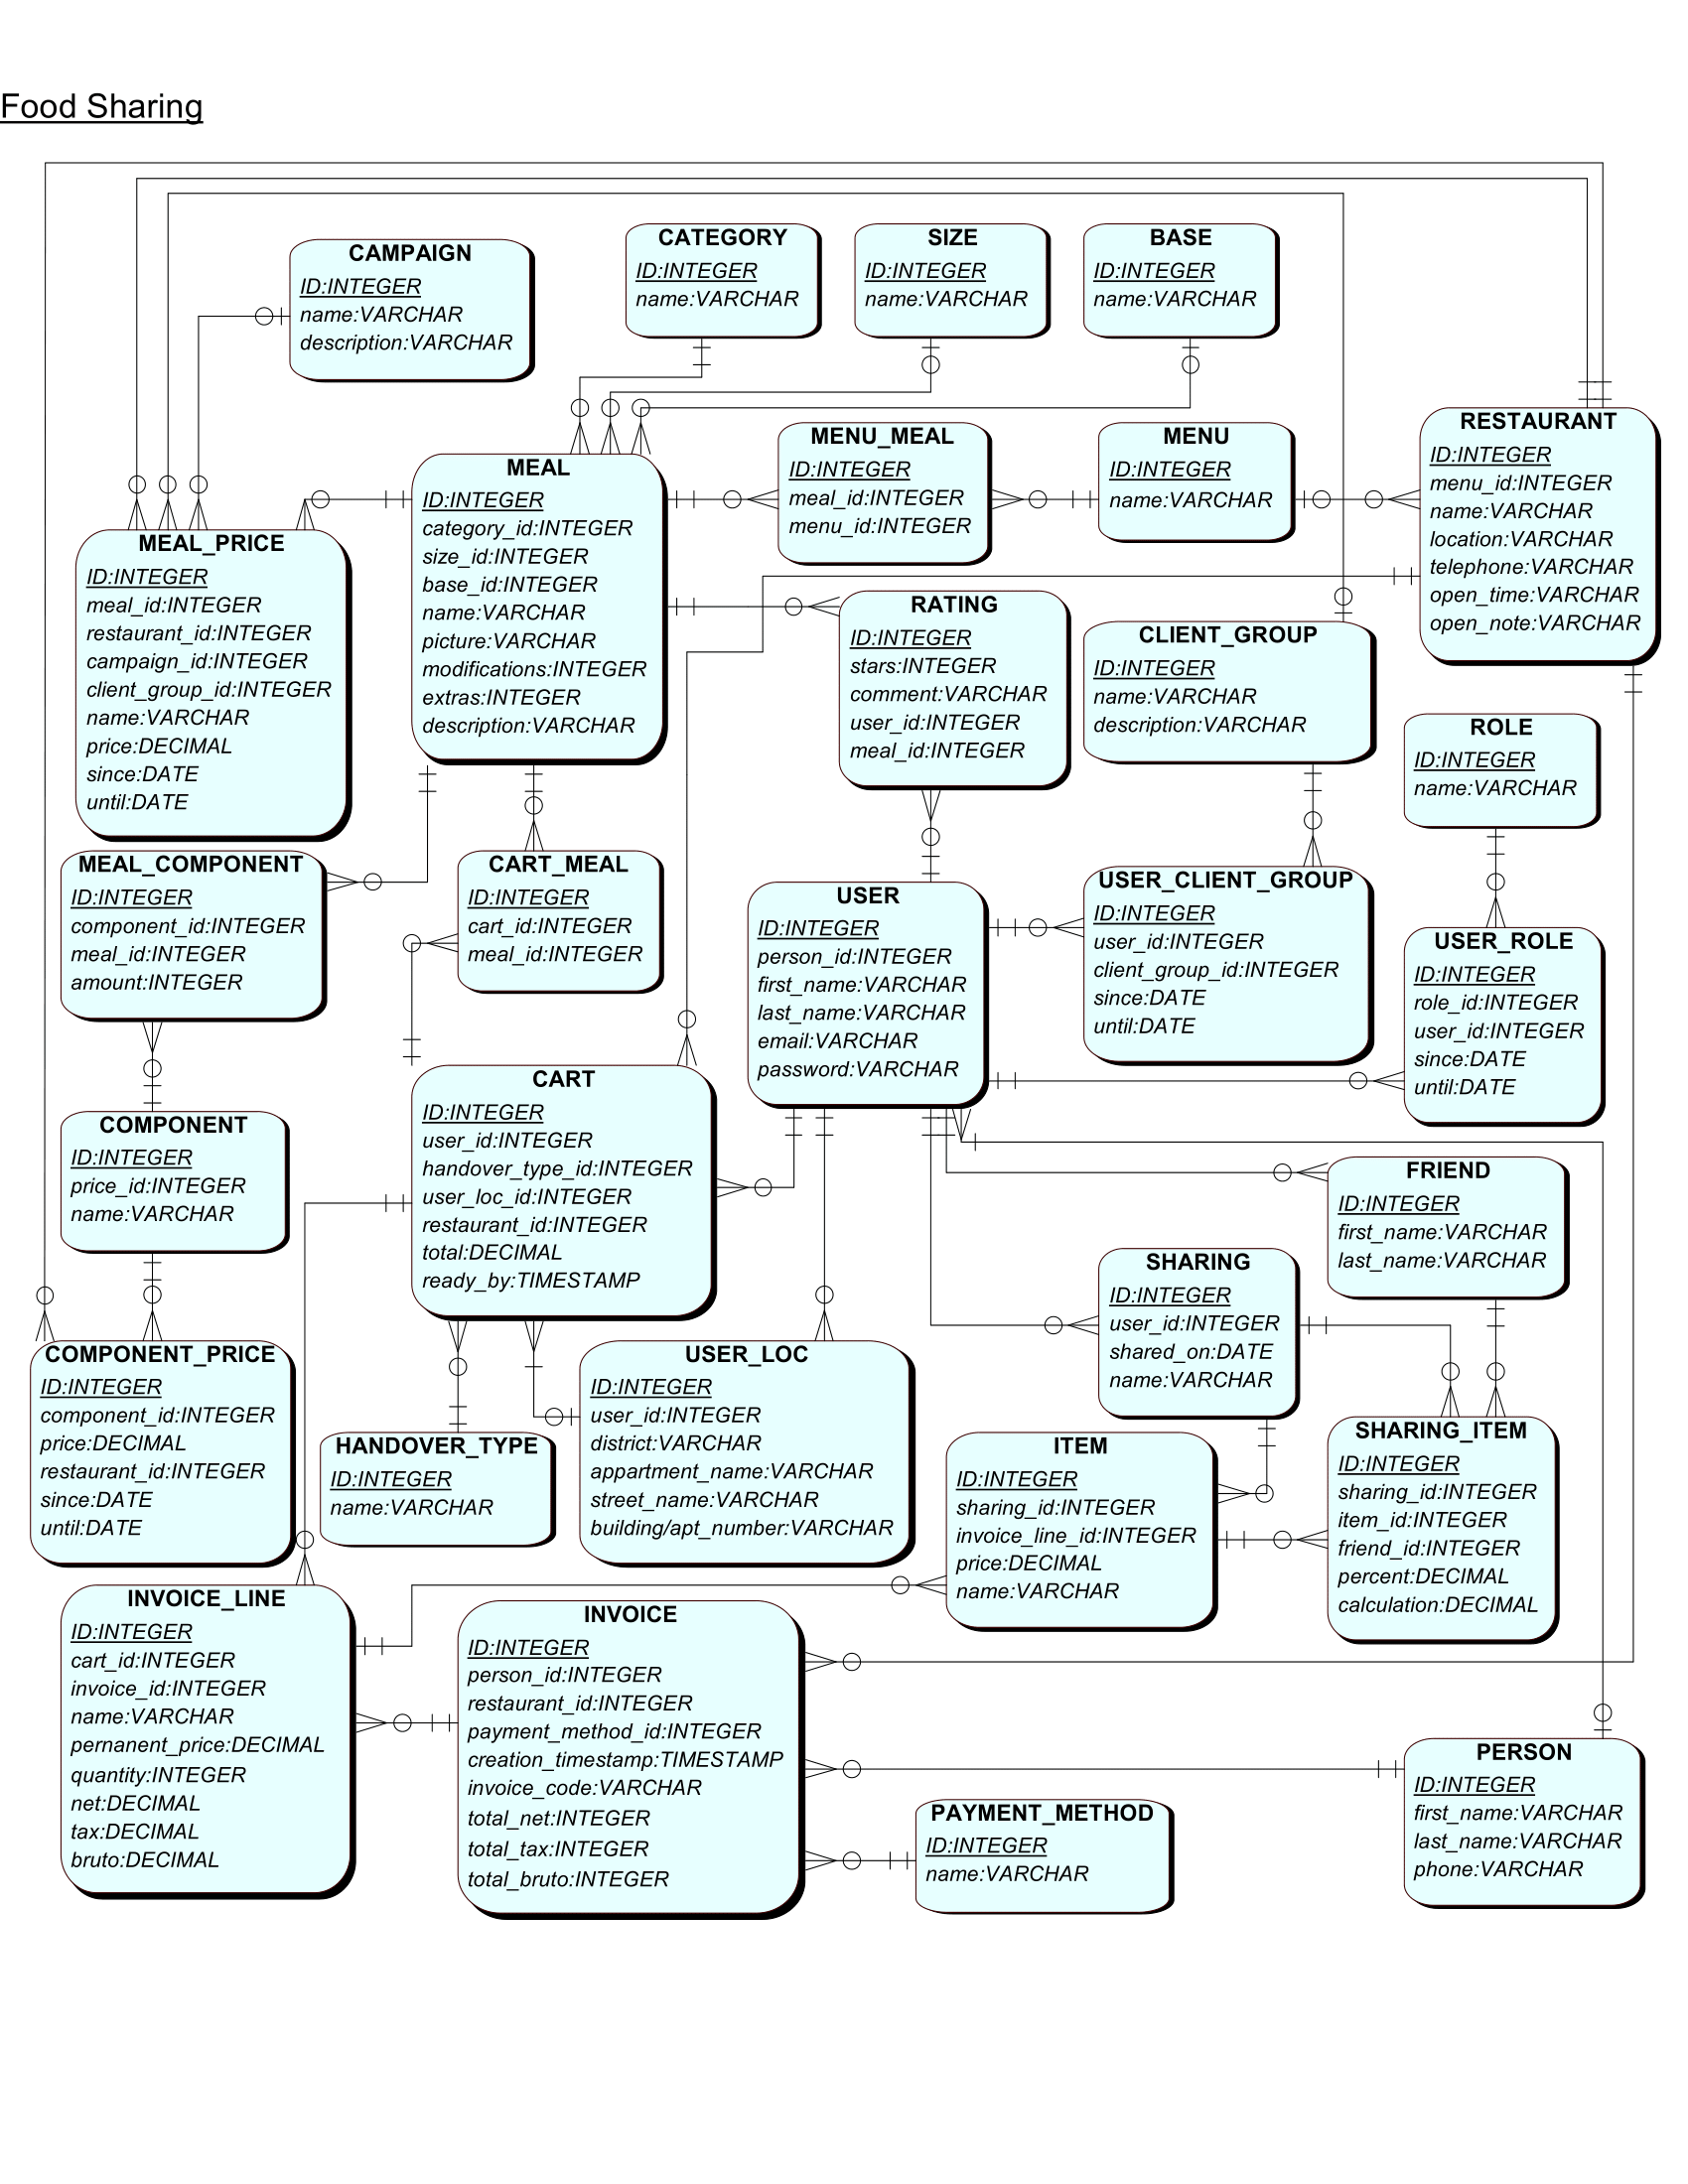 Food Sharing
CAMPAIGN
ID:INTEGER
name:VARCHAR
description:VARCHAR
CATEGORY
ID:INTEGER
name:VARCHAR
SIZE
ID:INTEGER
name:VARCHAR
BASE
ID:INTEGER
name:VARCHAR
MEAL_PRICE
ID:INTEGER
meal_id:INTEGER
restaurant_id:INTEGER
campaign_id:INTEGER
client_group_id:INTEGER
name:VARCHAR
price:DECIMAL
since:DATE
until:DATE
MEAL
ID:INTEGER
category_id:INTEGER
size_id:INTEGER
base_id:INTEGER
name:VARCHAR
picture:VARCHAR
modifications:INTEGER
extras:INTEGER
description:VARCHAR
MENU_MEAL
ID:INTEGER
meal_id:INTEGER
menu_id:INTEGER
MENU
ID:INTEGER
name:VARCHAR
RESTAURANT
ID:INTEGER
menu_id:INTEGER
name:VARCHAR
location:VARCHAR
telephone:VARCHAR
open_time:VARCHAR
open_note:VARCHAR
RATING
ID:INTEGER
stars:INTEGER
comment:VARCHAR
user_id:INTEGER
meal_id:INTEGER
CLIENT_GROUP
ID:INTEGER
name:VARCHAR
description:VARCHAR
ROLE
ID:INTEGER
name:VARCHAR
MEAL_COMPONENT
ID:INTEGER
component_id:INTEGER
meal_id:INTEGER
amount:INTEGER
CART_MEAL
ID:INTEGER
cart_id:INTEGER
meal_id:INTEGER
USER
ID:INTEGER
person_id:INTEGER
first_name:VARCHAR
last_name:VARCHAR
email:VARCHAR
password:VARCHAR
USER_CLIENT_GROUP
ID:INTEGER
user_id:INTEGER
client_group_id:INTEGER
since:DATE
until:DATE
USER_ROLE
ID:INTEGER
role_id:INTEGER
user_id:INTEGER
since:DATE
until:DATE
COMPONENT
ID:INTEGER
price_id:INTEGER
name:VARCHAR
CART
ID:INTEGER
user_id:INTEGER
handover_type_id:INTEGER
user_loc_id:INTEGER
restaurant_id:INTEGER
total:DECIMAL
ready_by:TIMESTAMP
FRIEND
ID:INTEGER
first_name:VARCHAR
last_name:VARCHAR
SHARING
ID:INTEGER
user_id:INTEGER
shared_on:DATE
name:VARCHAR
COMPONENT_PRICE
ID:INTEGER
component_id:INTEGER
price:DECIMAL
restaurant_id:INTEGER
since:DATE
until:DATE
HANDOVER_TYPE
ID:INTEGER
name:VARCHAR
USER_LOC
ID:INTEGER
user_id:INTEGER
district:VARCHAR
appartment_name:VARCHAR
street_name:VARCHAR
building/apt_number:VARCHAR
ITEM
ID:INTEGER
sharing_id:INTEGER
invoice_line_id:INTEGER
price:DECIMAL
name:VARCHAR
SHARING_ITEM
ID:INTEGER
sharing_id:INTEGER
item_id:INTEGER
friend_id:INTEGER
percent:DECIMAL
calculation:DECIMAL
INVOICE_LINE
ID:INTEGER
cart_id:INTEGER
invoice_id:INTEGER
name:VARCHAR
pernanent_price:DECIMAL
quantity:INTEGER
net:DECIMAL
tax:DECIMAL
bruto:DECIMAL
INVOICE
ID:INTEGER
person_id:INTEGER
restaurant_id:INTEGER
payment_method_id:INTEGER
creation_timestamp:TIMESTAMP
invoice_code:VARCHAR
total_net:INTEGER
total_tax:INTEGER
total_bruto:INTEGER
PAYMENT_METHOD
ID:INTEGER
name:VARCHAR
PERSON
ID:INTEGER
first_name:VARCHAR
last_name:VARCHAR
phone:VARCHAR